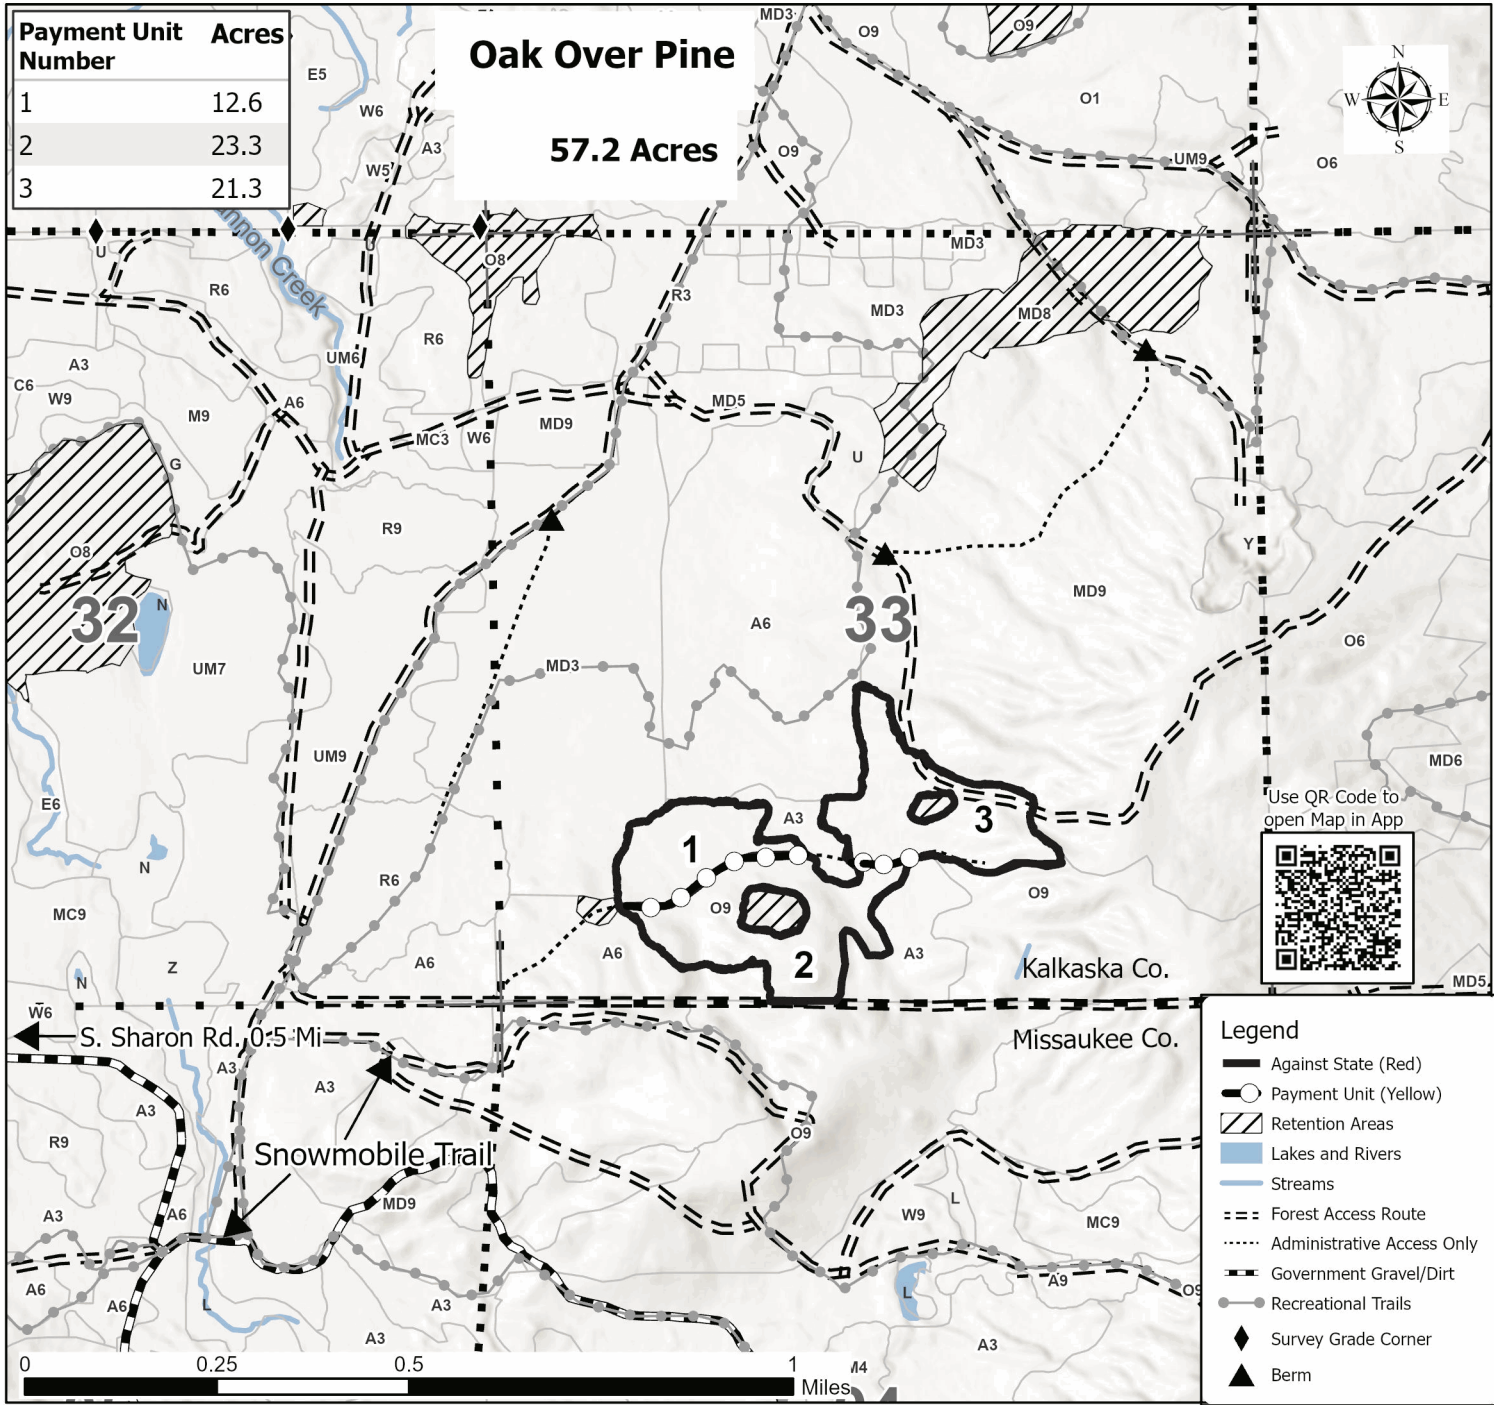 Payment Unit Number Acres
1 12.6
2 23.3
3 21.3
Oak Over Pine
57.2 Acres
N
W E
S
MD3
O9
O9
E5
W6
O1
A3
W5
O9
UM9
O6
U
U
O8
MD3
R6
R3
MD3
MD8
R6
UM6
A3
C6
W9
M9
A6
MD5
MC3
W6
MD9
G
U
R9
O8
Y
32
N
A6
33
MD9
O6
UM7
MD3
UM9
MD6
E6
Use QR Code to
open Map in App
A3
3
1
N
R6
O9
O9
MC9
A6
A6
A3
2
Z
N
Kalkaska Co.
MD5
W6
S. Sharon Rd. 0.5 Mi
Missaukee Co.
A3
A3
A3
R9
O9
Snowmobile Trail
MD9
L
A3
A6
W9
MC9
A6
A6
L
A3
L
A9
O9
A3
A3
M4
0 0.25 0.5 1
Miles
Legend
Against State (Red)
Payment Unit (Yellow)
Retention Areas
Lakes and Rivers
Streams
Forest Access Route
Administrative Access Only
Government Gravel/Dirt
Recreational Trails
Survey Grade Corner
Berm